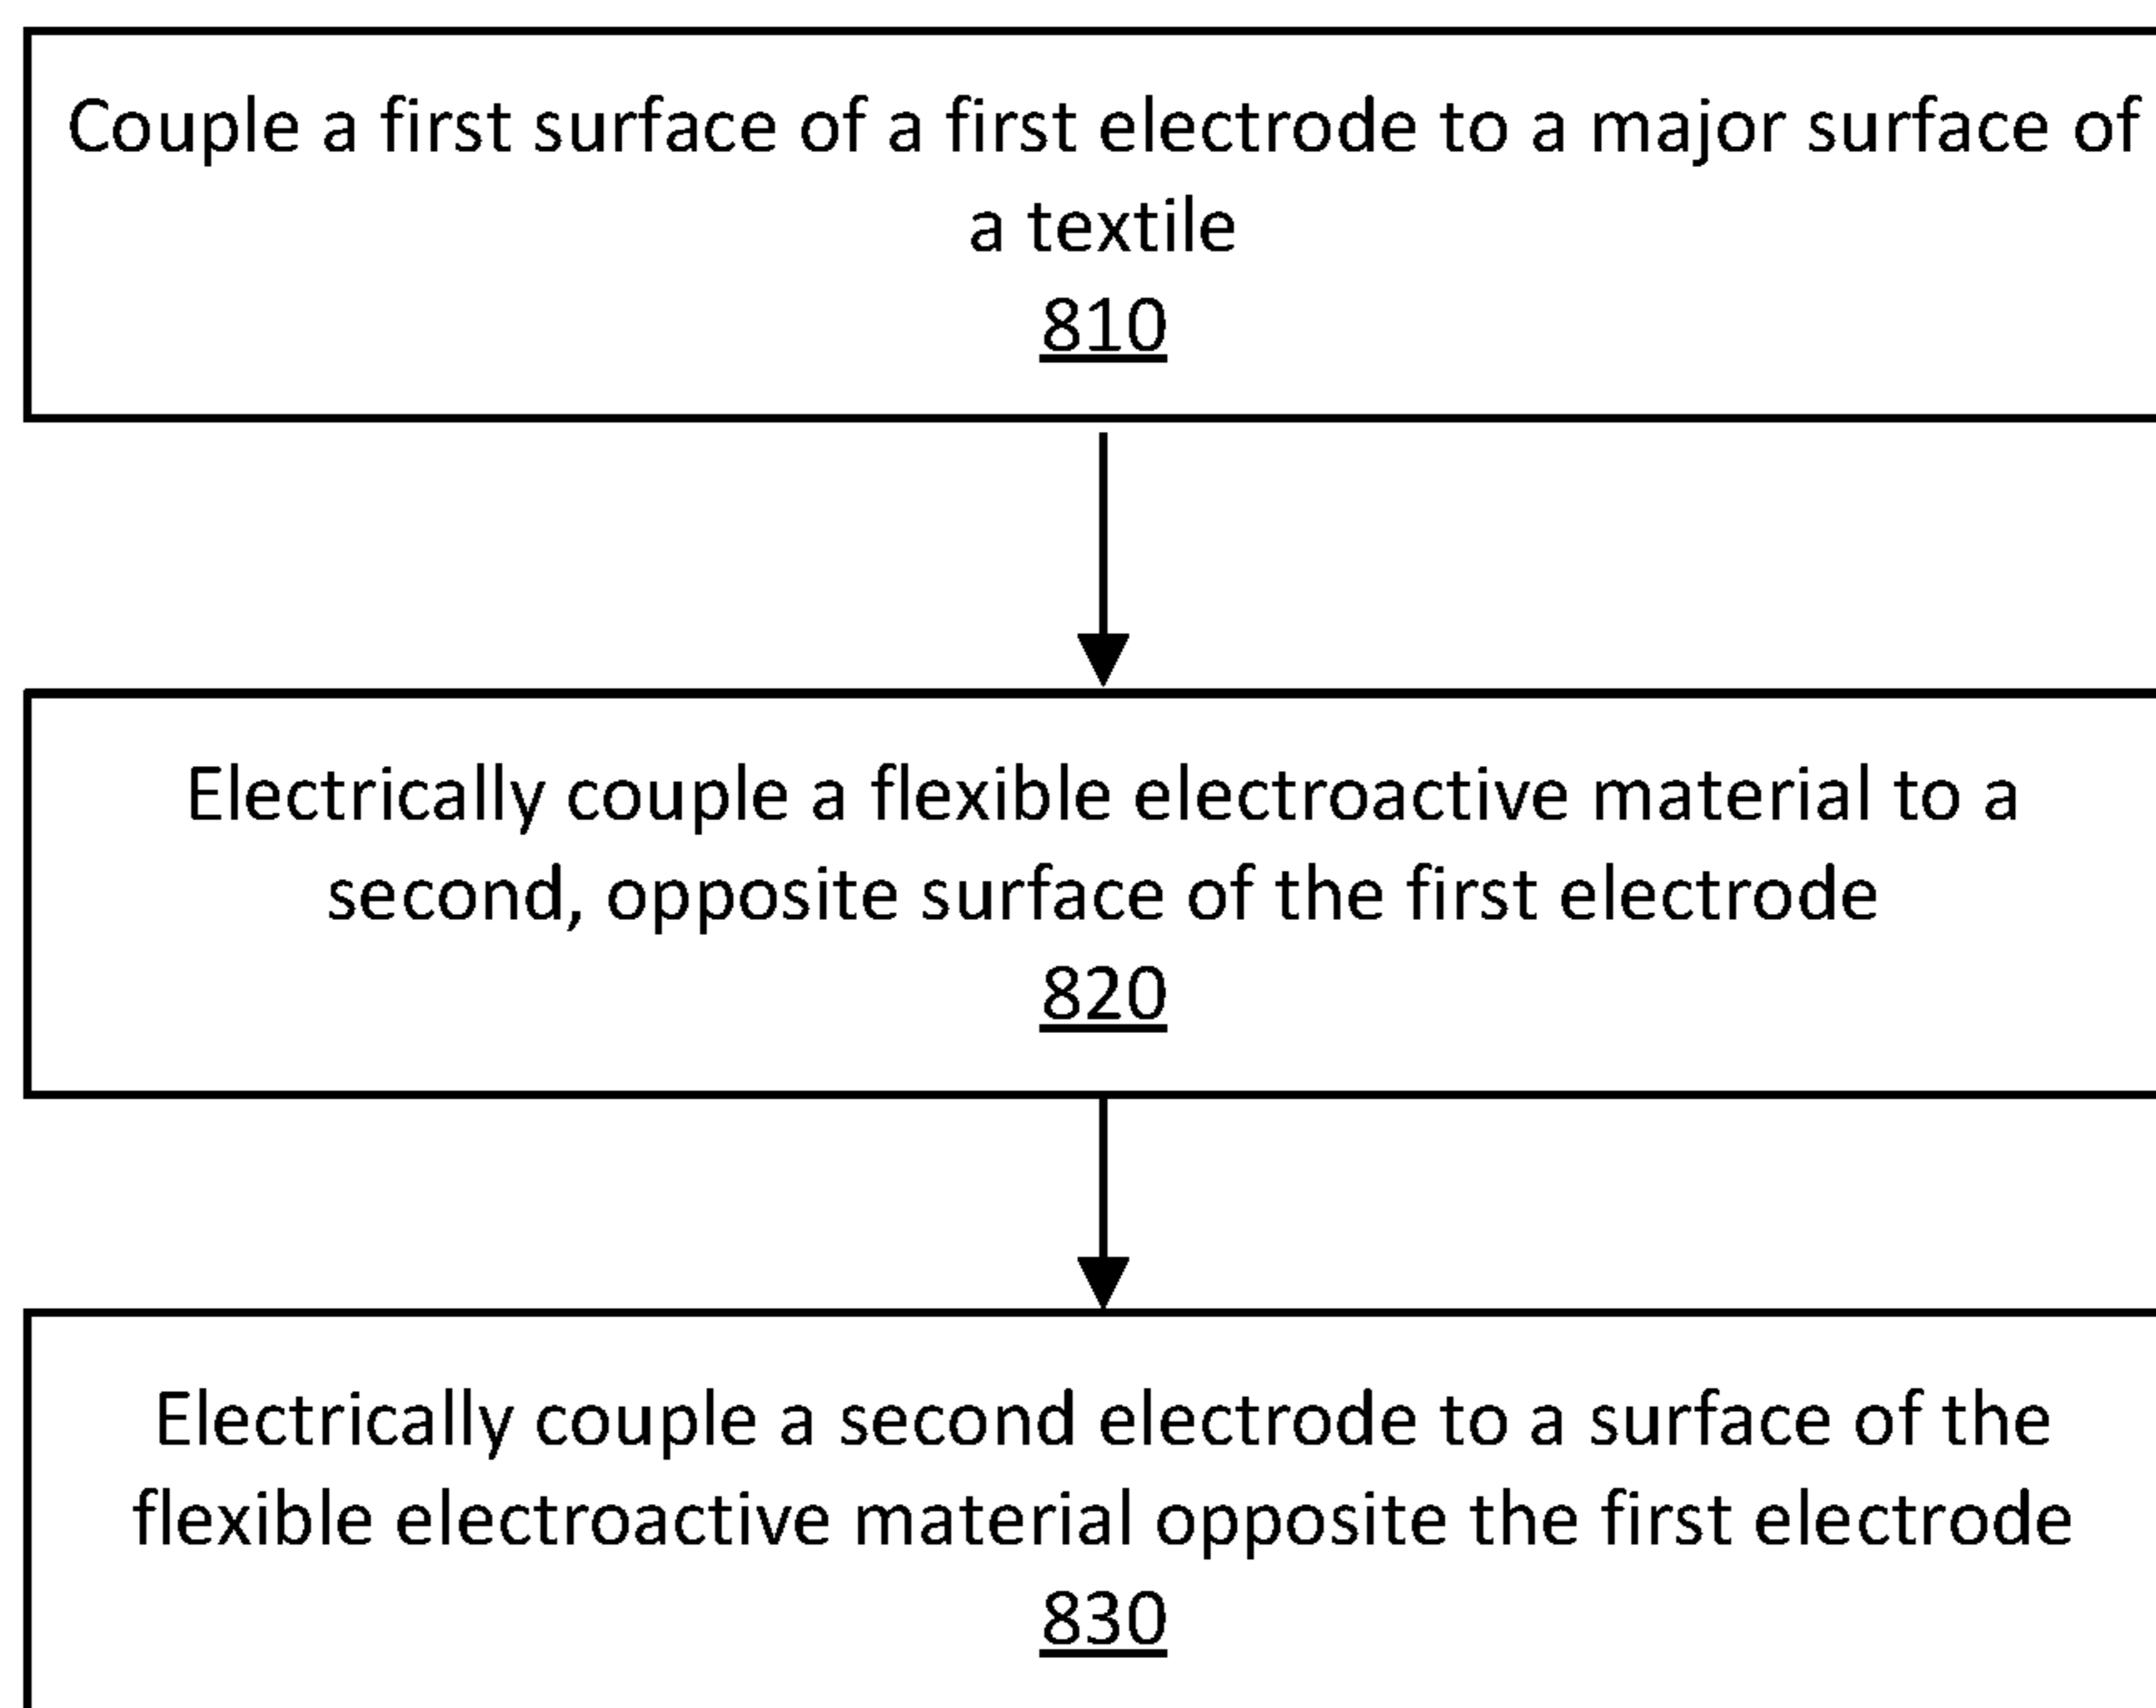 Couple a first surface of a first electrode to a major surface of
a textile
810
Electrically couple a flexible electroactive material to a
second, opposite surface of the first electrode
820
Electrically couple a second electrode to a surface of the
flexible electroactive material opposite the first electrode
830